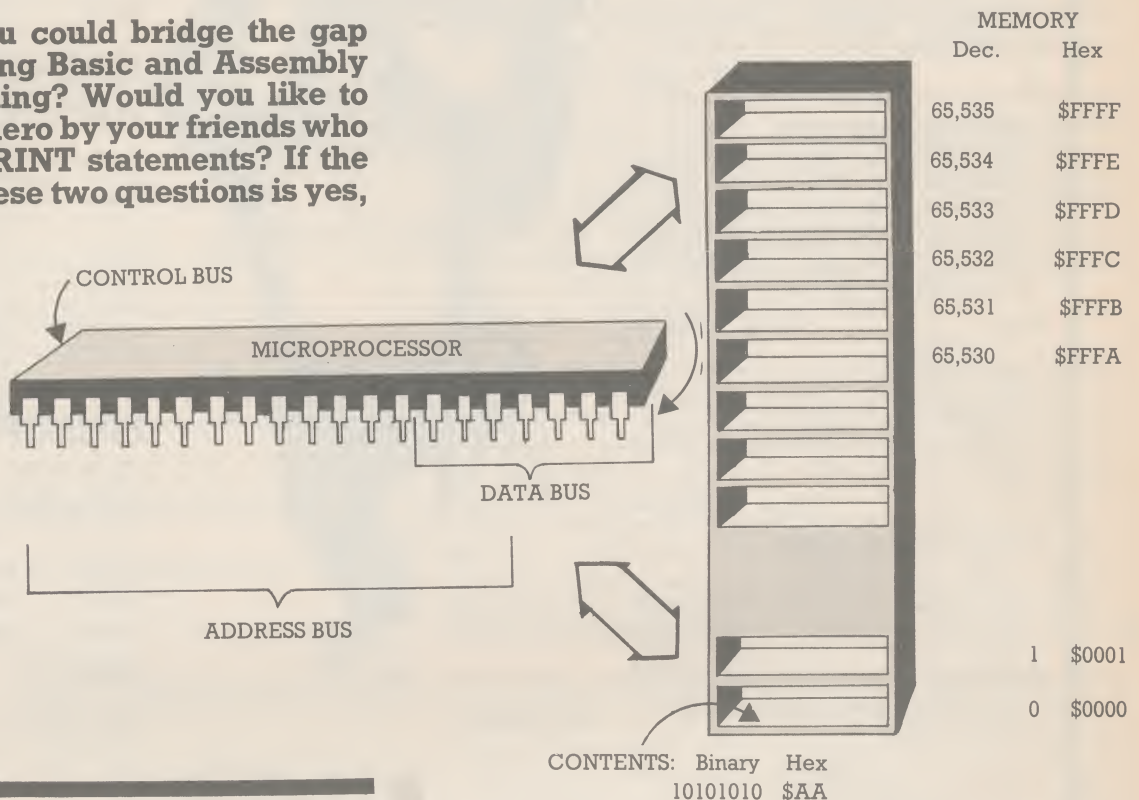 u could bridge the gap
ng Basic and Assembly
ing? Would you like to
ero by your friends who
RINT statements? If the
ese two questions is yes,
MEMORY
Dec. Hex
65,535 $FFFF
65,534 $FFFE
65,533 $FFFD
65,532 $FFFC
65,531 $FFFB
65,530 $FFFA
CONTROL BUS
MICROPROCESSOR
DATA BUS
ADDRESS BUS
1 $0001
0 $0000
CONTENTS: Binary Hex
10101010 $AA